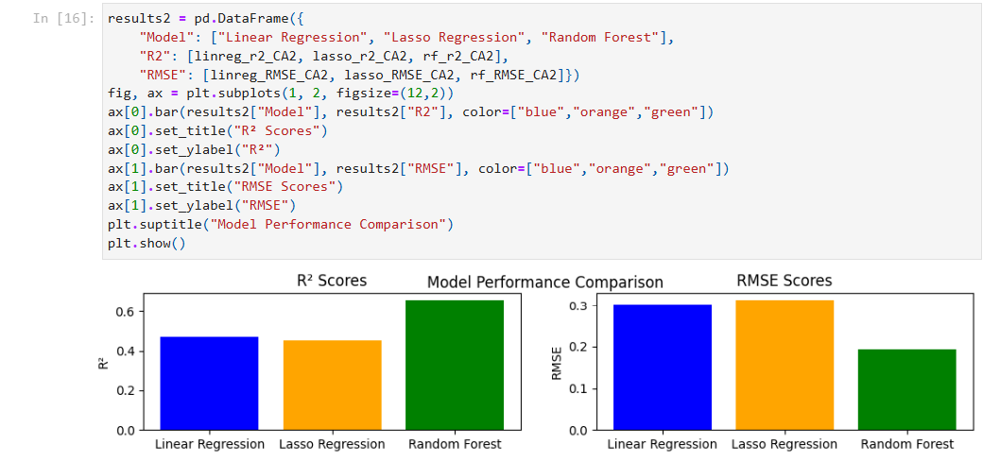 In [16]:
results2 = pd.DataFrame({
    "Model": ["Linear Regression", "Lasso Regression", "Random Forest"],
    "R2": [linreg_r2_CA2, lasso_r2_CA2, rf_r2_CA2],
    "RMSE": [linreg_RMSE_CA2, lasso_RMSE_CA2, rf_RMSE_CA2]})
fig, ax = plt.subplots(1, 2, figsize=(12,2))
ax[0].bar(results2["Model"], results2["R2"], color=["blue","orange","green"])
ax[0].set_title("R² Scores")
ax[0].set_ylabel("R²")
ax[1].bar(results2["Model"], results2["RMSE"], color=["blue","orange","green"])
ax[1].set_title("RMSE Scores")
ax[1].set_ylabel("RMSE")
plt.suptitle("Model Performance Comparison")
plt.show()
Model Performance Comparison
R² Scores
R²
0.6
0.4
0.2
0.0
Linear Regression Lasso Regression Random Forest
RMSE Scores
RMSE
0.3
0.2
0.1
0.0
Linear Regression Lasso Regression Random Forest